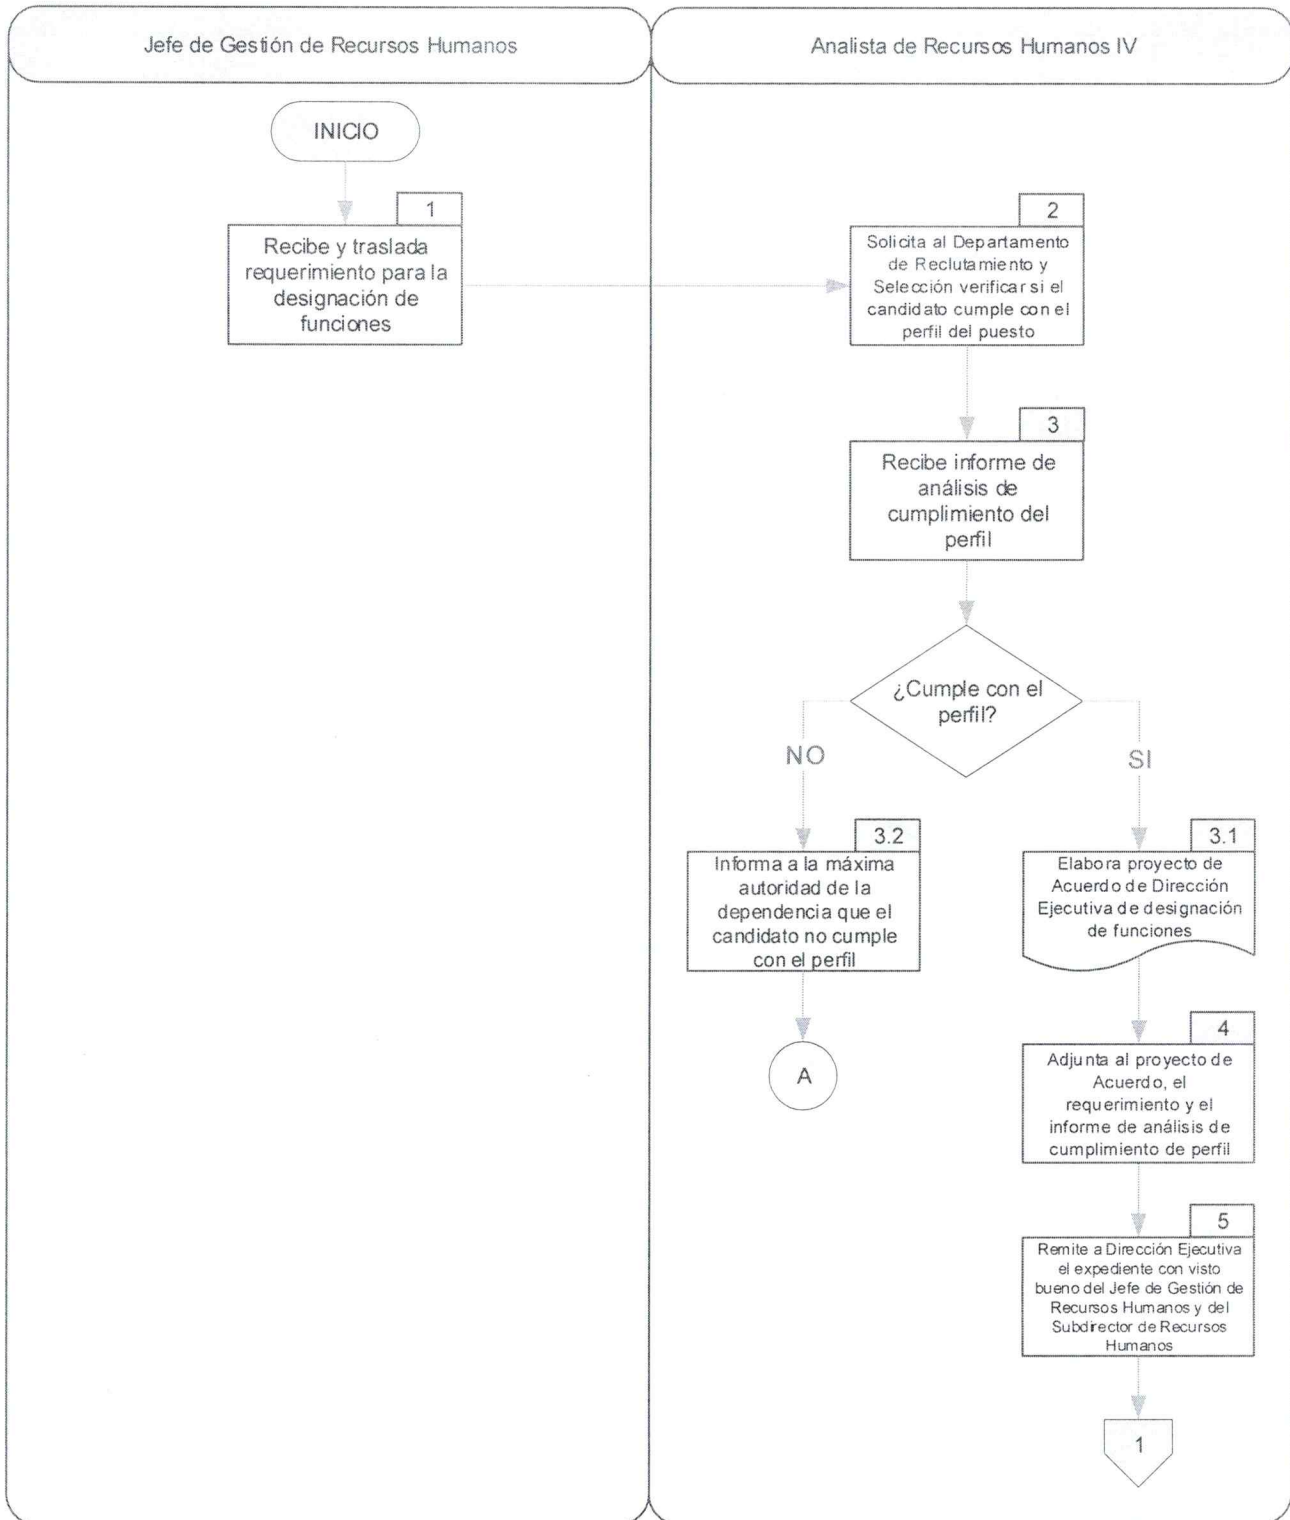 Jefe de Gestión de Recursos Humanos
Analista de Recursos Humanos IV
INICIO
1
Recibe y traslada
requerimiento para la
designación de
funciones
2
Solicita al Departamento
de Reclutamiento y
Selección verificar si el
candidato cumple con el
perfil del puesto
3
Recibe informe de
análisis de
cumplimiento del
perfil
¿Cumple con el
perfil?
NO
SI
3.2
Informa a la máxima
autoridad de la
dependencia que el
candidato no cumple
con el perfil
A
3.1
Elabora proyecto de
Acuerdo de Dirección
Ejecutiva de designación
de funciones
4
Adjunta al proyecto de
Acuerdo, el
requerimiento y el
informe de análisis de
cumplimiento de perfil
5
Remite a Dirección Ejecutiva
el expediente con visto
bueno del Jefe de Gestión de
Recursos Humanos y del
Subdirector de Recursos
Humanos
1